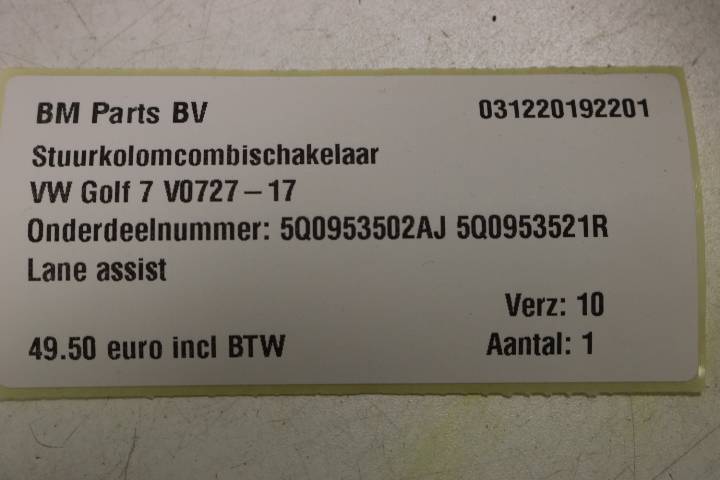 BM Parts BV 031220192201
Stuurkolomcombischakelaar
VW Golf 7 V0727-17
Onderdeelnummer: 5Q0953502AJ 5Q0953521R
Lane assist
Verz: 10
49.50 euro incl BTW Aantal: 1